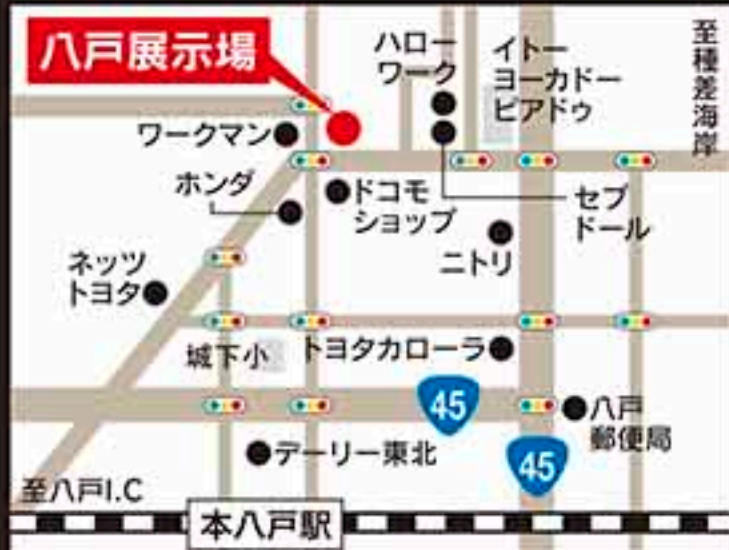 八戸展示場
ハロー
ワーク
イトー
ヨーカドー
ピアドゥ
至種差海岸
ワークマン
ホンダ
ドコモ
ショップ
セブ
ドール
ニトリ
ネッツ
トヨタ
城下小
トヨタカローラ
45
八戸
郵便局
デーリー東北
45
至八戸I.C
本八戸駅